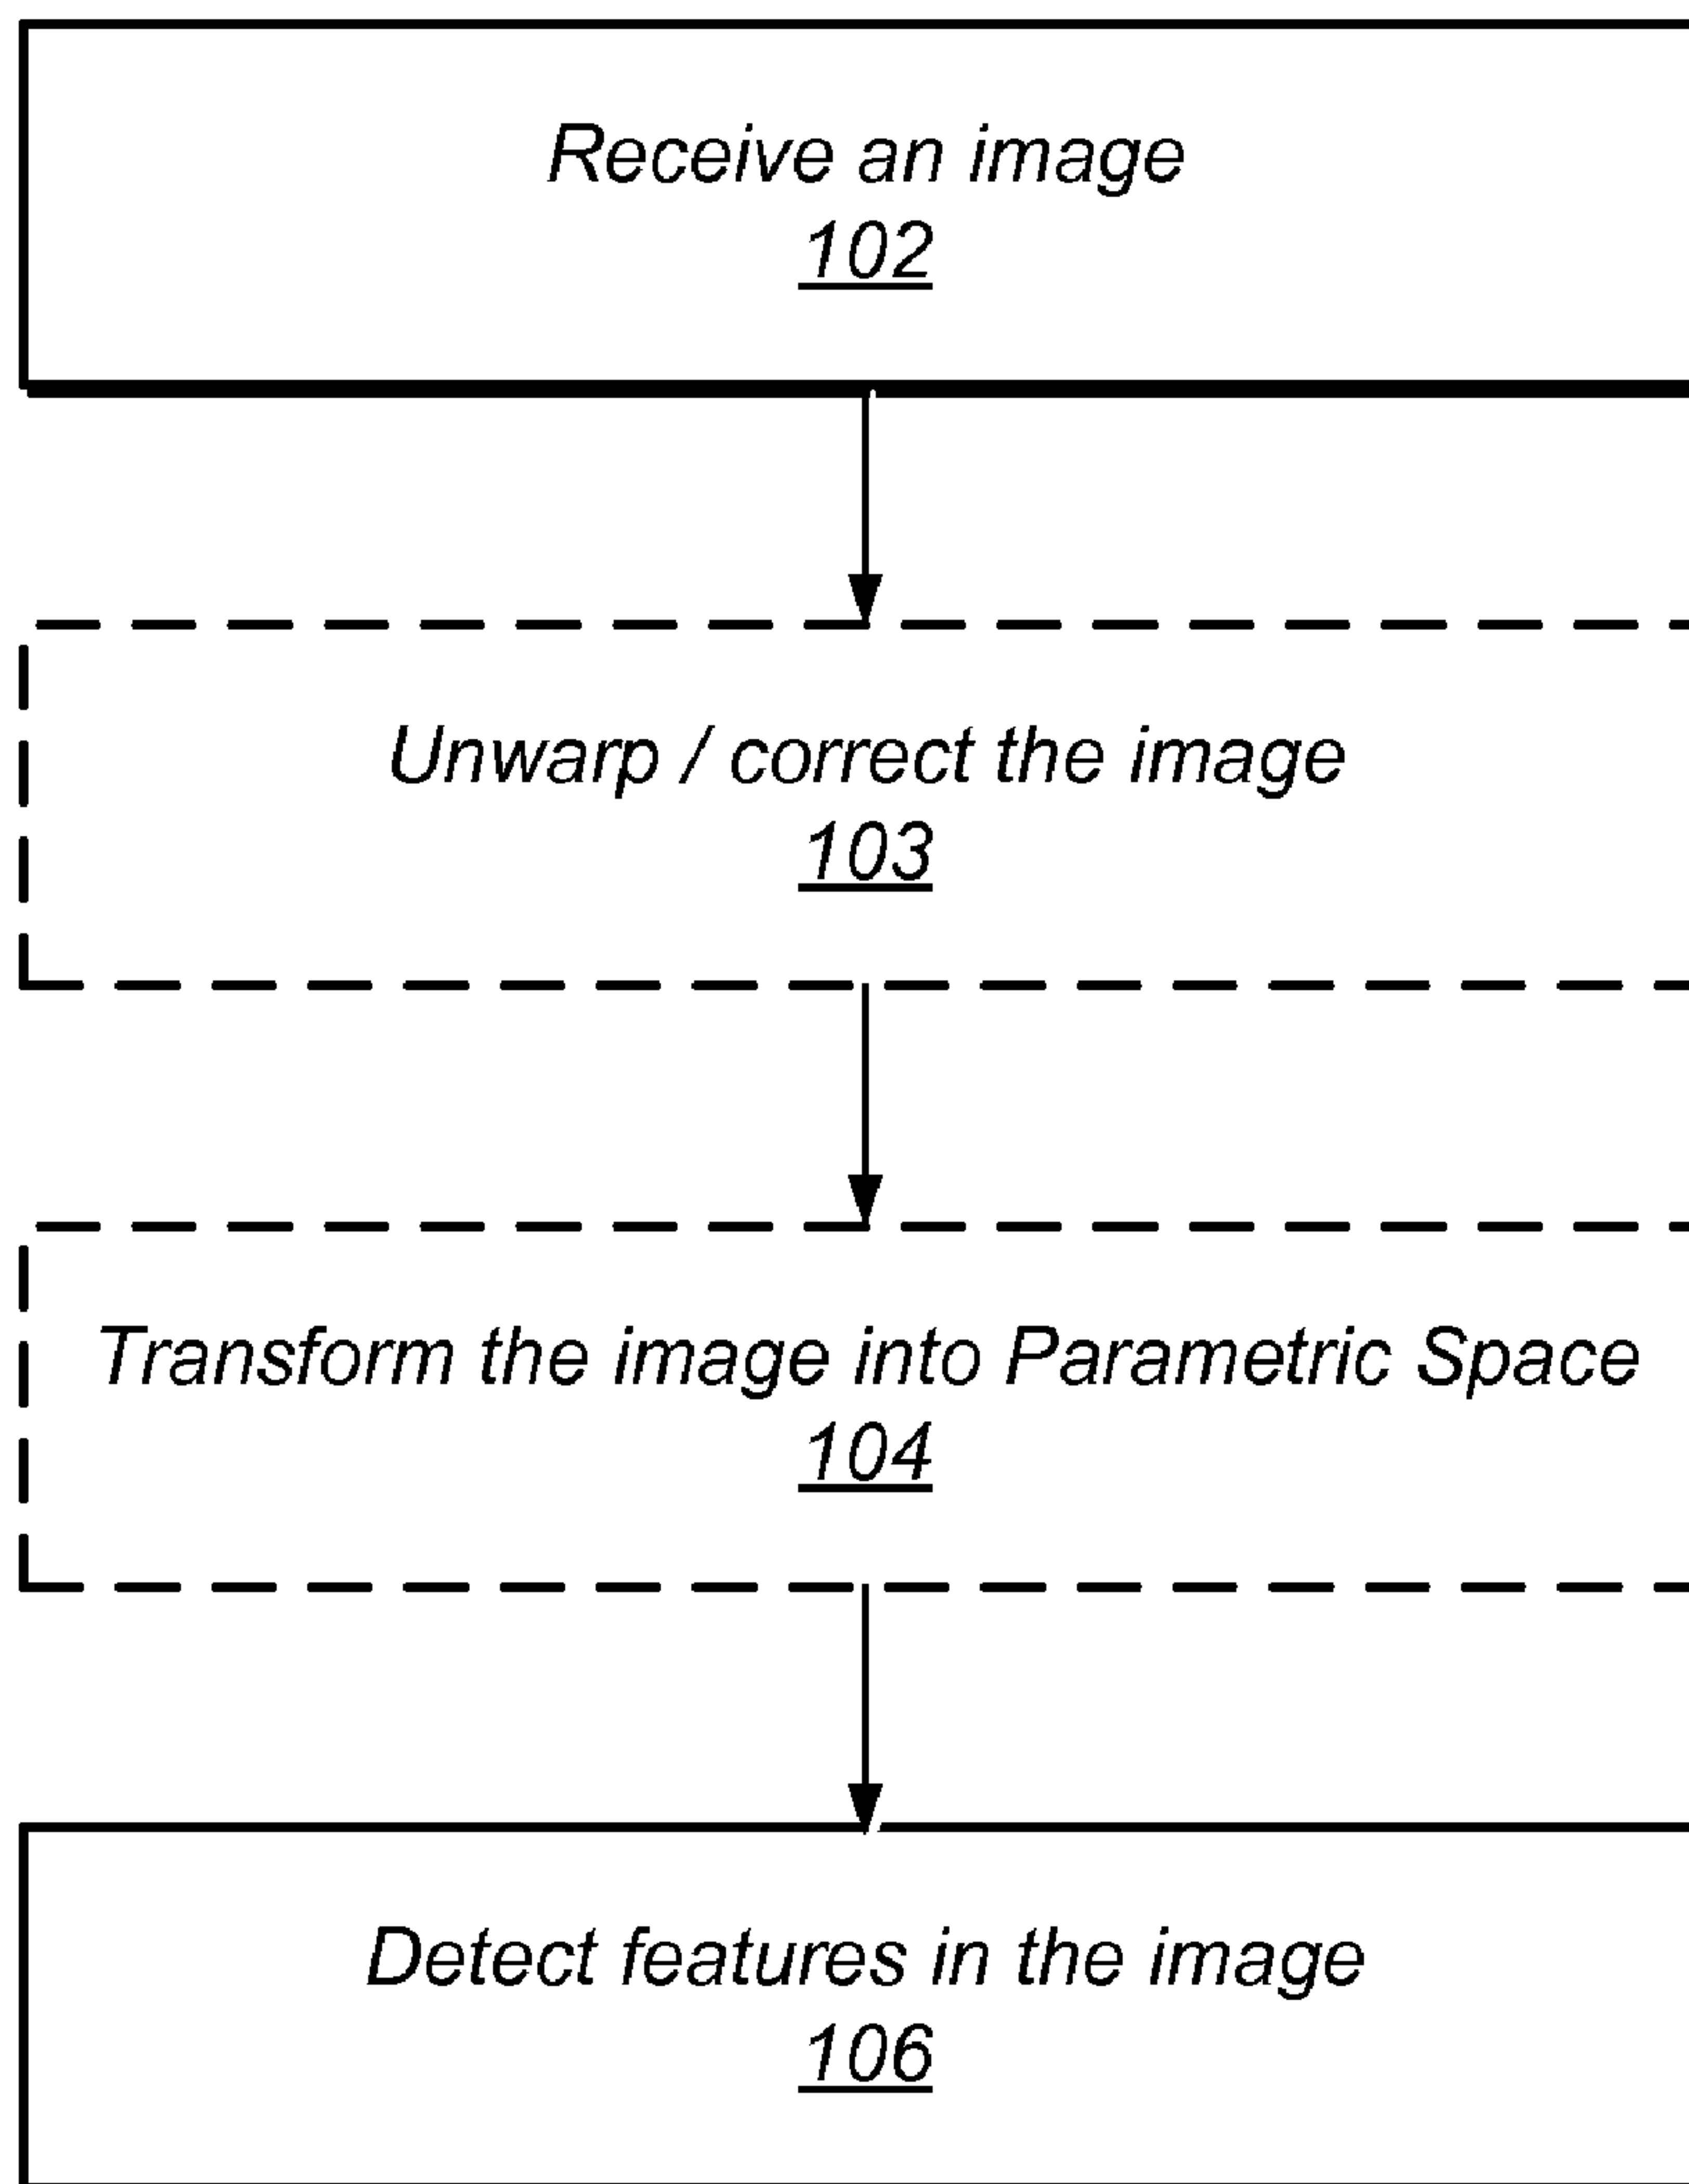 Receive an image
102
Unwarp / correct the image
103
Transform the image into Parametric Space
104
Detect features in the image
106